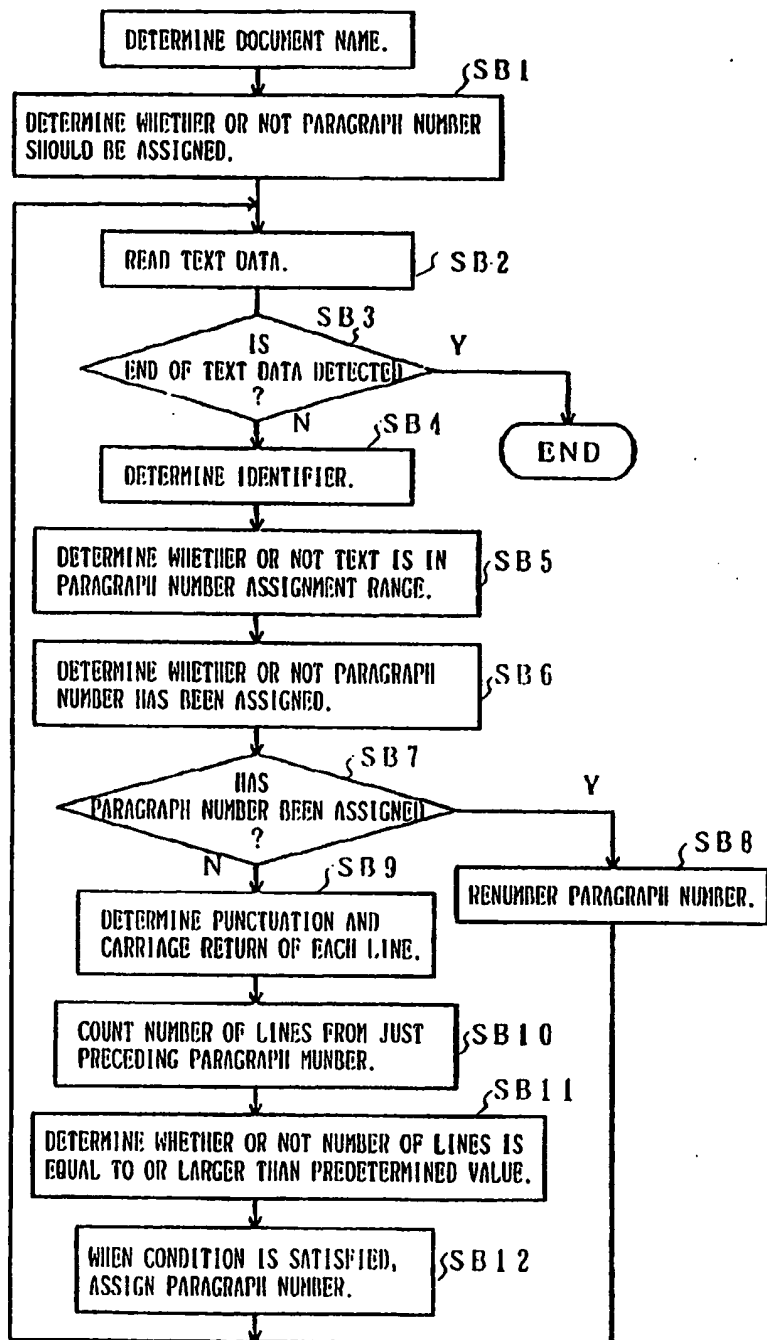 DETERMINE DOCUMENT NAME.
SB1
DETERMINE WHETHER OR NOT PARAGRAPH NUMBER
SHOULD BE ASSIGNED.
READ TEXT DATA.
SB2
SB3
IS
END OF TEXT DATA DETECTED
?
Y
N
SB4
END
DETERMINE IDENTIFIER.
DETERMINE WHETHER OR NOT TEXT IS IN
PARAGRAPH NUMBER ASSIGNMENT RANGE.
SB5
DETERMINE WHETHER OR NOT PARAGRAPH
NUMBER HAS BEEN ASSIGNED.
SB6
SB7
HAS
PARAGRAPH NUMBER BEEN ASSIGNED
?
Y
N
SB8
RENUMBER PARAGRAPH NUMBER.
SB9
DETERMINE PUNCTUATION AND
CARRIAGE RETURN OF EACH LINE.
COUNT NUMBER OF LINES FROM JUST
PRECEDING PARAGRAPH MUNBER.
SB10
SB11
DETERMINE WHETHER OR NOT NUMBER OF LINES IS
EQUAL TO OR LARGER THAN PREDETERMINED VALUE.
WHEN CONDITION IS SATISFIED,
ASSIGN PARAGRAPH NUMBER.
SB12